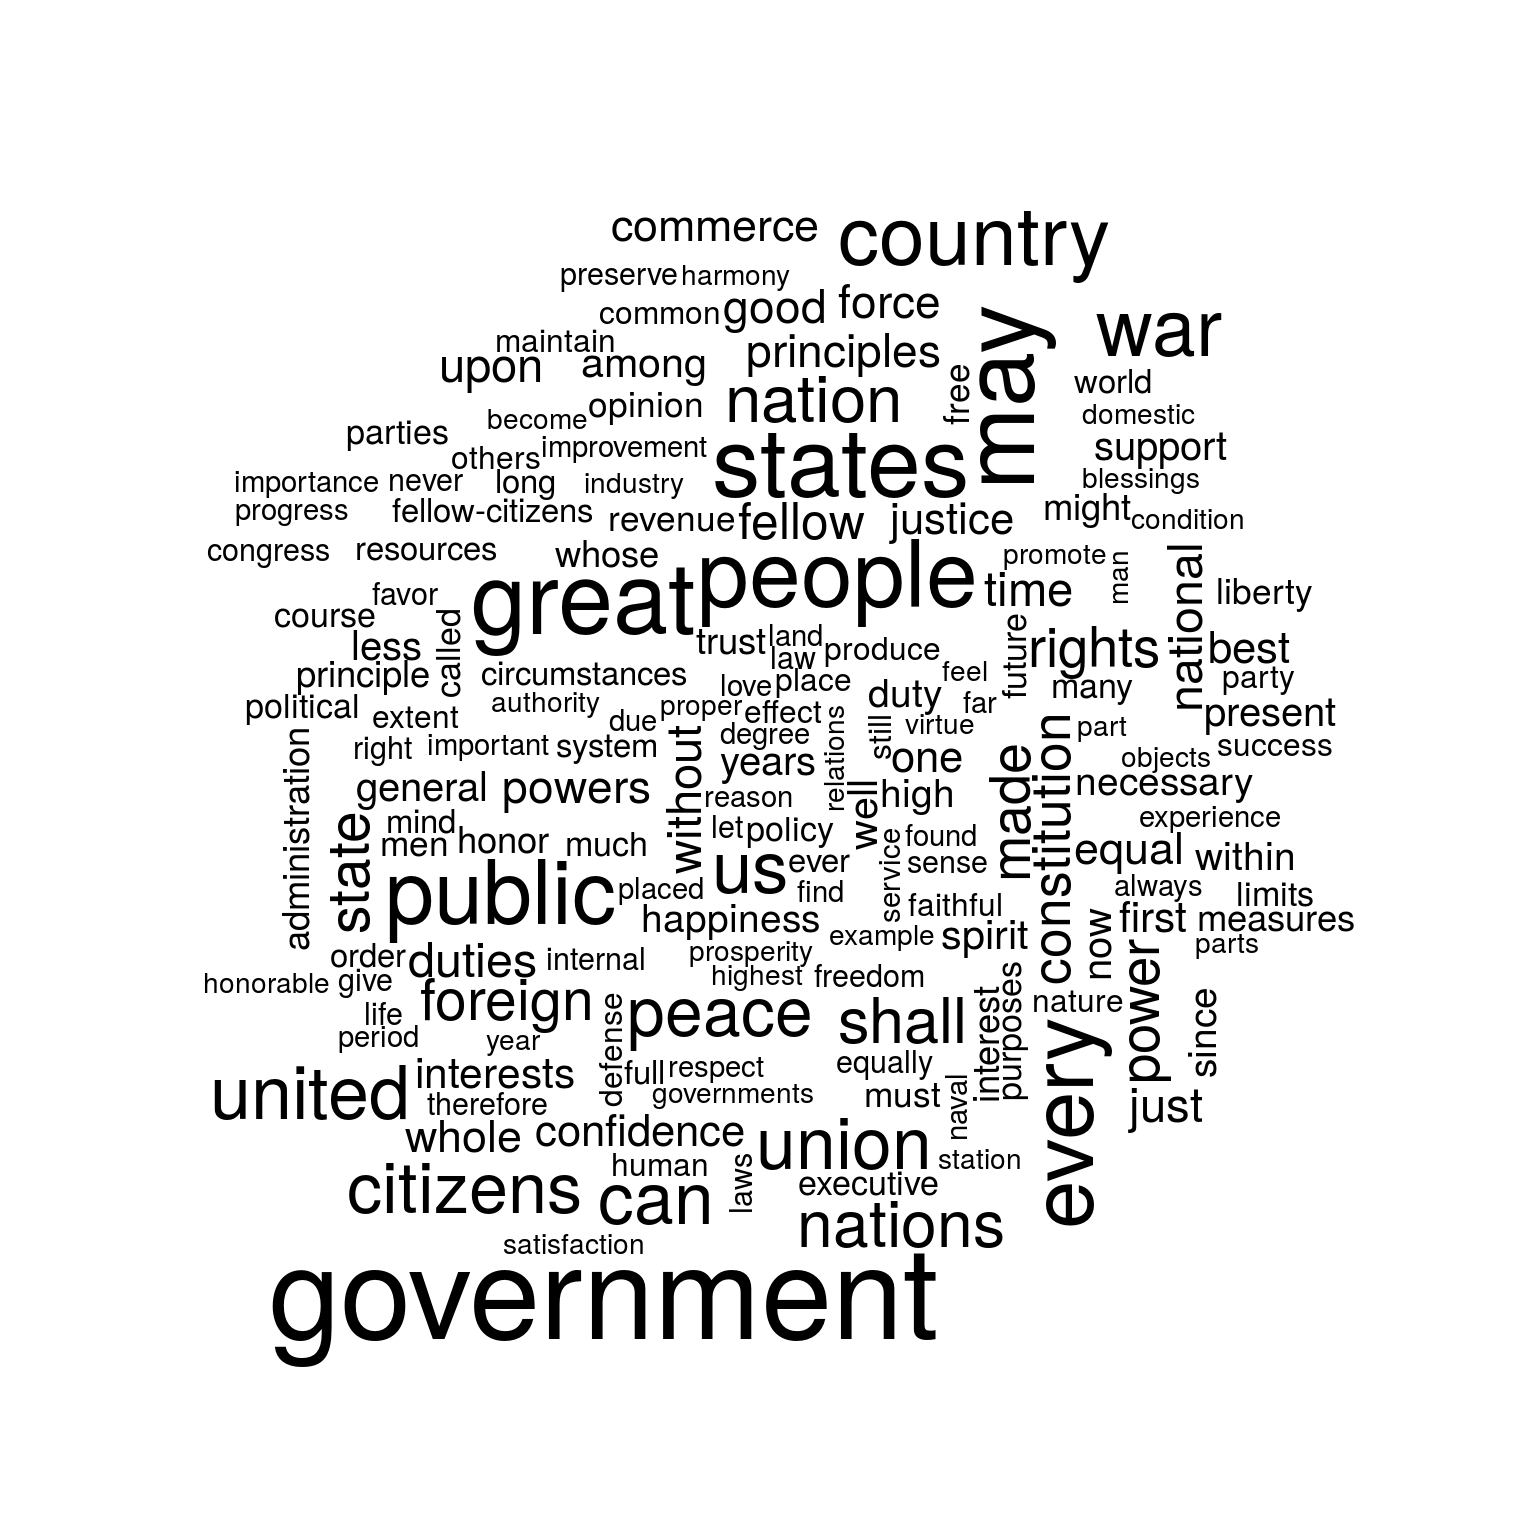 commerce country
preserve harmony
common good force
may war
maintain
upon among principles
free world
become opinion nation domestic
parties others improvement states support
importance never long industry blessings
progress fellow-citizens revenue fellow justice might condition
congress resources whose great people promote man national
favor time liberty
course called trust land future rights best
less law produce
principle circumstances love place feel many party
political extent authority due proper effect duty far present
right important system without degree relations still virtue part success
administration years one made constitution objects
general powers reason well high necessary
state mind let policy experience
men honor much service found equal within
public us ever sense
placed find always limits
happiness faithful now first measures
order duties internal prosperity example spirit power parts
honorable give highest freedom
foreign defense peace shall interest purposes nature since
life
period year
united interests full respect equally every
therefore governments must naval just
whole confidence union
citizens human laws station
can executive
nations
satisfaction
government